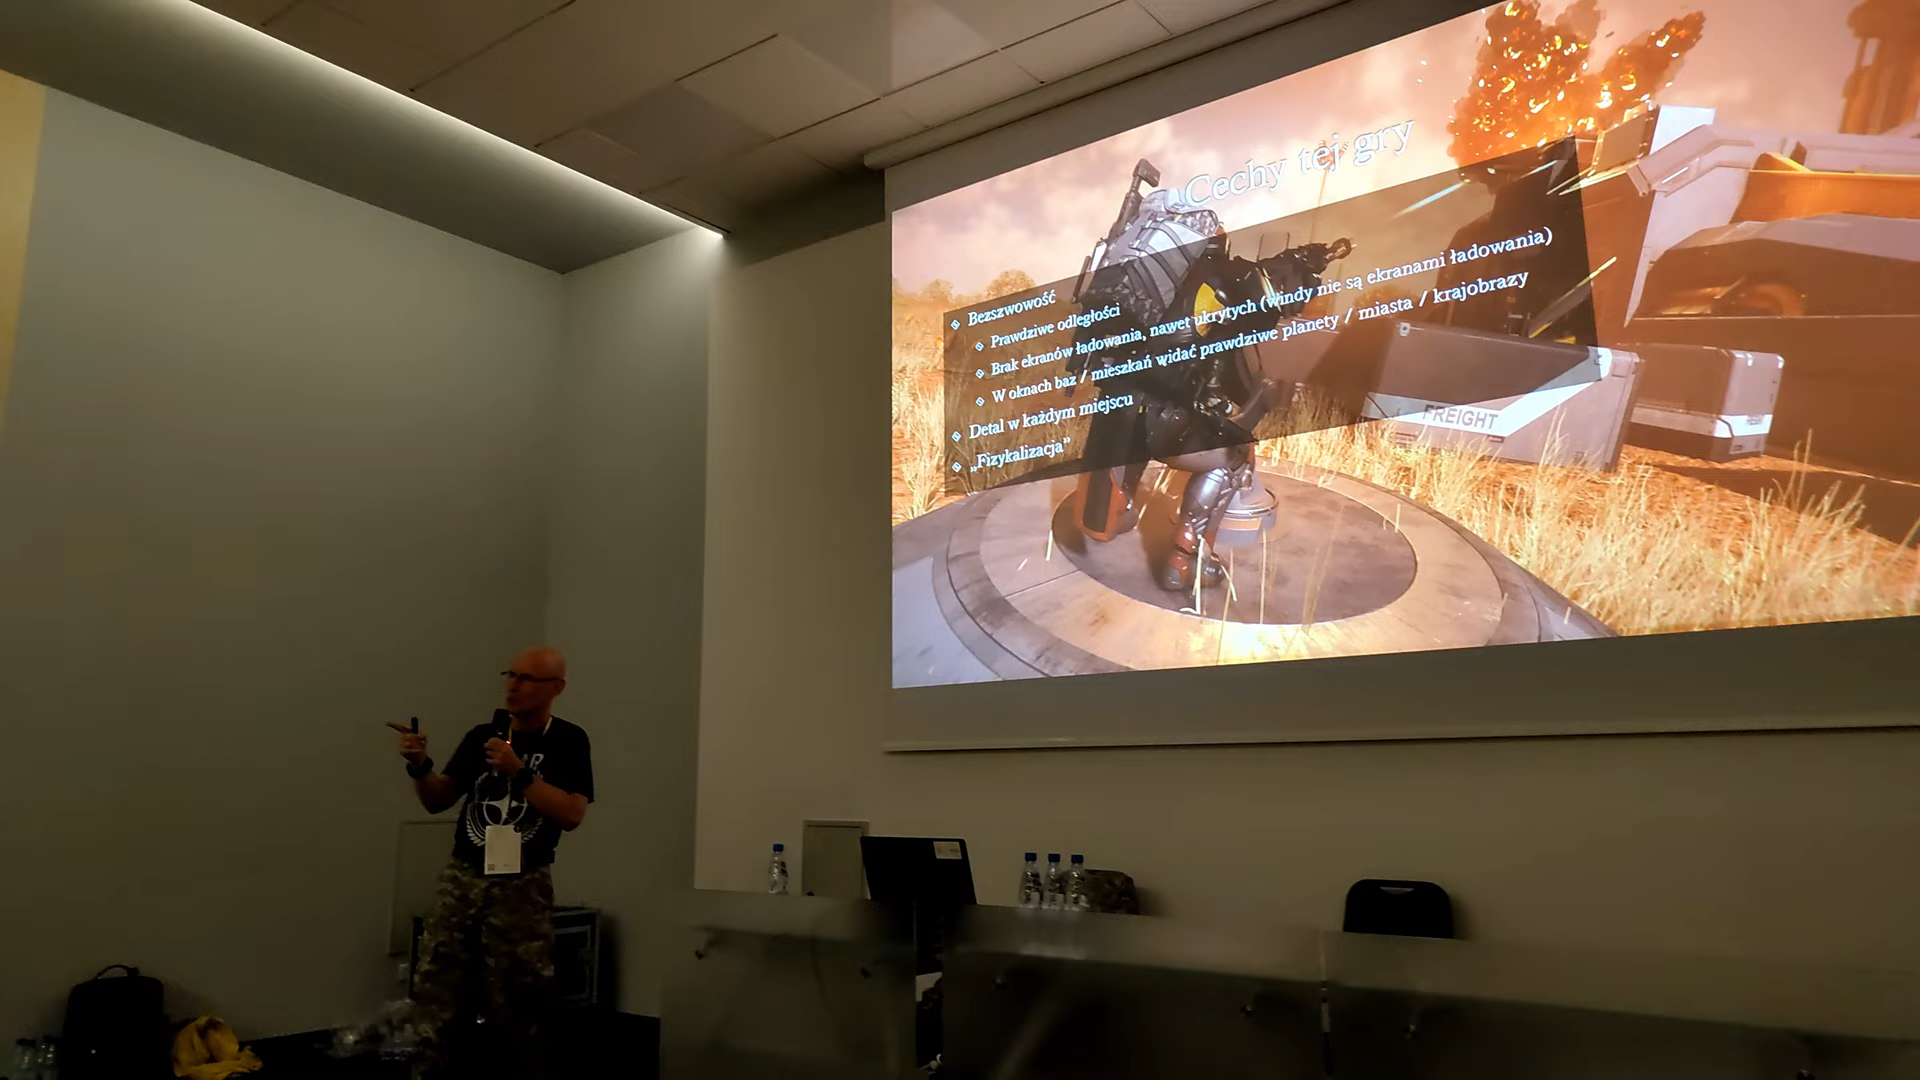 Cechy tej gry
Bezszwowość
Prawdziwe odległości
Brak ekranów ładowania, nawet ukrytych (windy nie są ekranami ładowania)
W oknach baz / mieszkań widać prawdziwe planety / miasta / krajobrazy
Detal w każdym miejscu
„Fizykalizacja”
FREIGHT